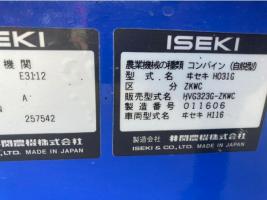 ISEKI
機関
E3112
A
257542
井関農機株式会社
CO., LTD. MADE IN JAPAN
ISEKI
農業機械の種類 コンバイン (自脱型)
型式名 ヰセキ HO31G
区分 ZKWC
販売型式名 HVG323G-ZKWC
製造番号 011606
車両型式名 ヰセキ H116
製造会社 井関農機株式会社
ISEKI & CO., LTD. MADE IN JAPAN